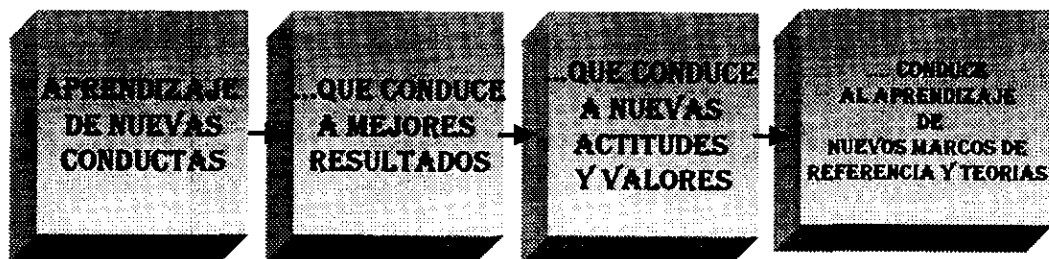 APRENDIZAJE
DE NUEVAS
CONDUCTAS
...QUE CONDUCE
A MEJORES
RESULTADOS
...QUE CONDUCE
A NUEVAS
ACTITUDES
Y VALORES
... CONDUCE
AL APRENDIZAJE
DE
NUEVOS MARCOS DE
REFERENCIA Y TEORIAS